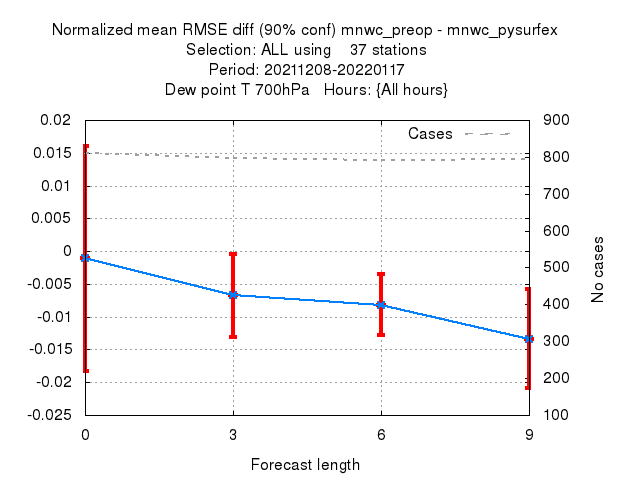 Normalized mean RMSE diff (90% conf) mnwc_preop - mnwc_pysurfex
Selection: ALL using    37 stations
Period: 20211208-20220117
Dew point T 700hPa   Hours: {All hours}
Cases
0.02
0.015
0.01
0.005
0
-0.005
-0.01
-0.015
-0.02
-0.025
900
800
700
600
500
400
300
200
100
No cases
0 3 6 9
Forecast length